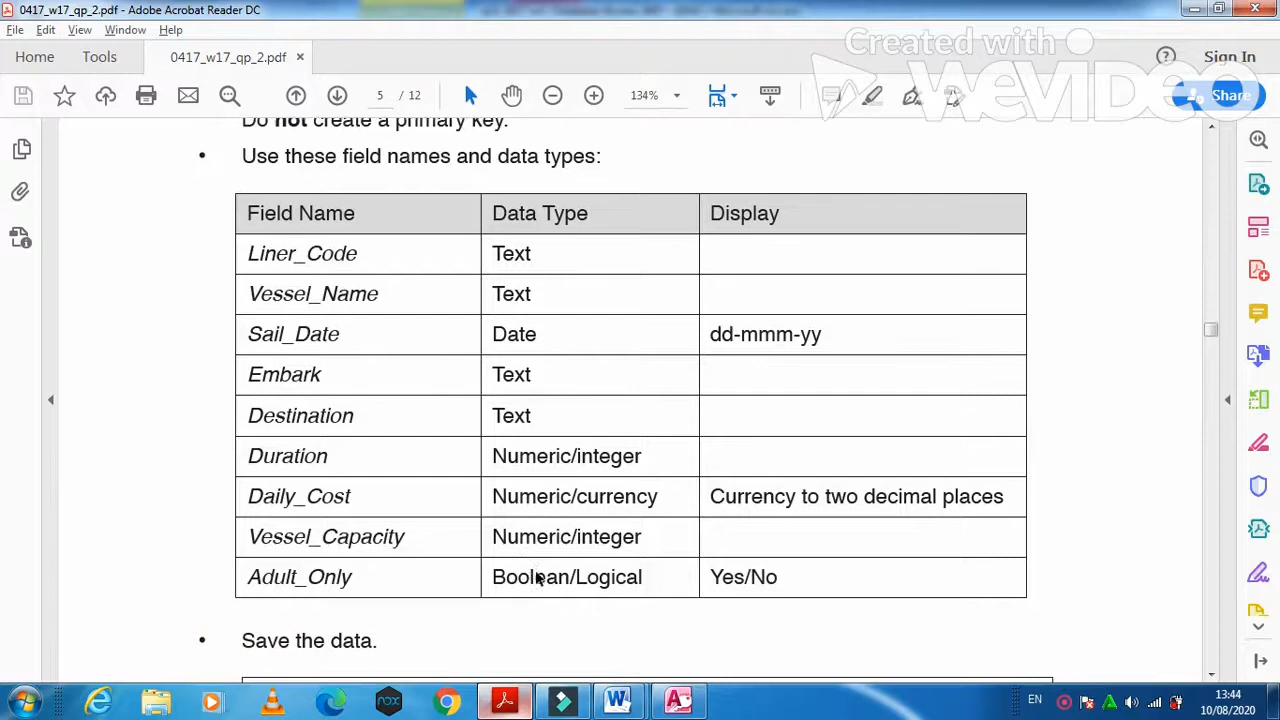 0417_w17_qp_2.pdf - Adobe Acrobat Reader DC
File Edit View Window Help
Created with
WeVideo
Home Tools 0417_w17_qp_2.pdf × Sign In
5 / 12 134% Share
Do not create a primary key.
• Use these field names and data types:
Field Name Data Type Display
Liner_Code Text
Vessel_Name Text
Sail_Date Date dd-mmm-yy
Embark Text
Destination Text
Duration Numeric/integer
Daily_Cost Numeric/currency Currency to two decimal places
Vessel_Capacity Numeric/integer
Adult_Only Boolean/Logical Yes/No
• Save the data.
EN 13:44
10/08/2020